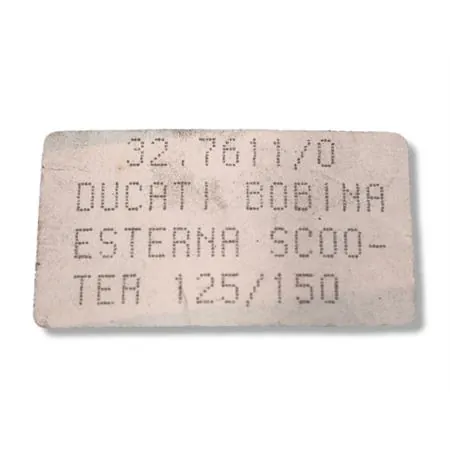 32.7611/0
DUCATI BOBINA
ESTERNA SCOO-
TER 125/150